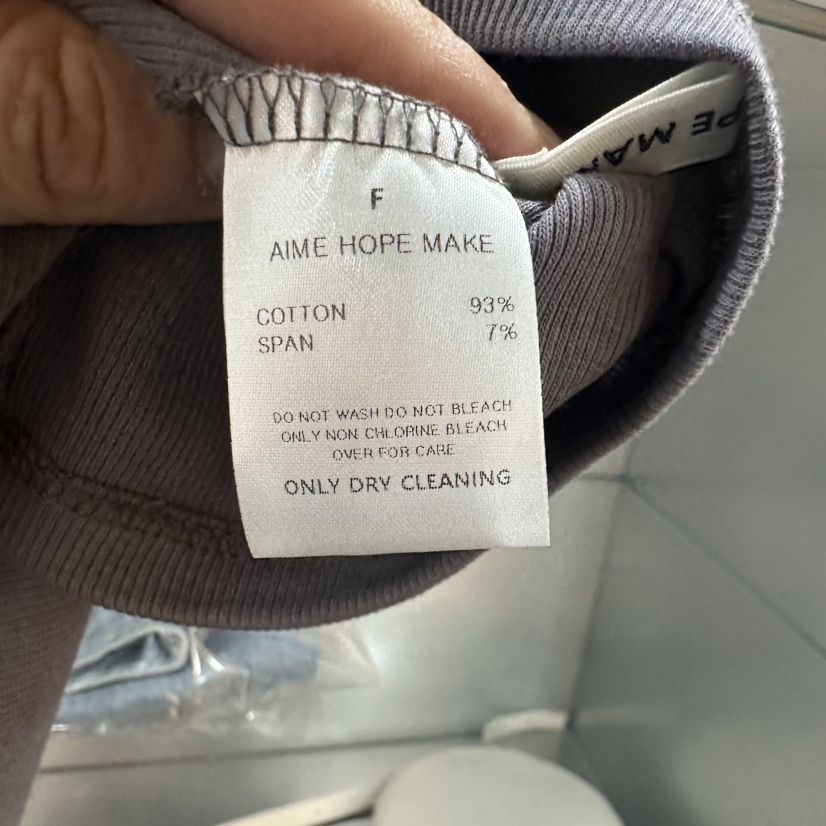 F
AIME HOPE MAKE
COTTON 93%
SPAN 7%
DO NOT WASH DO NOT BLEACH
ONLY NON CHLORINE BLEACH
OVER FOR CARE
ONLY DRY CLEANING